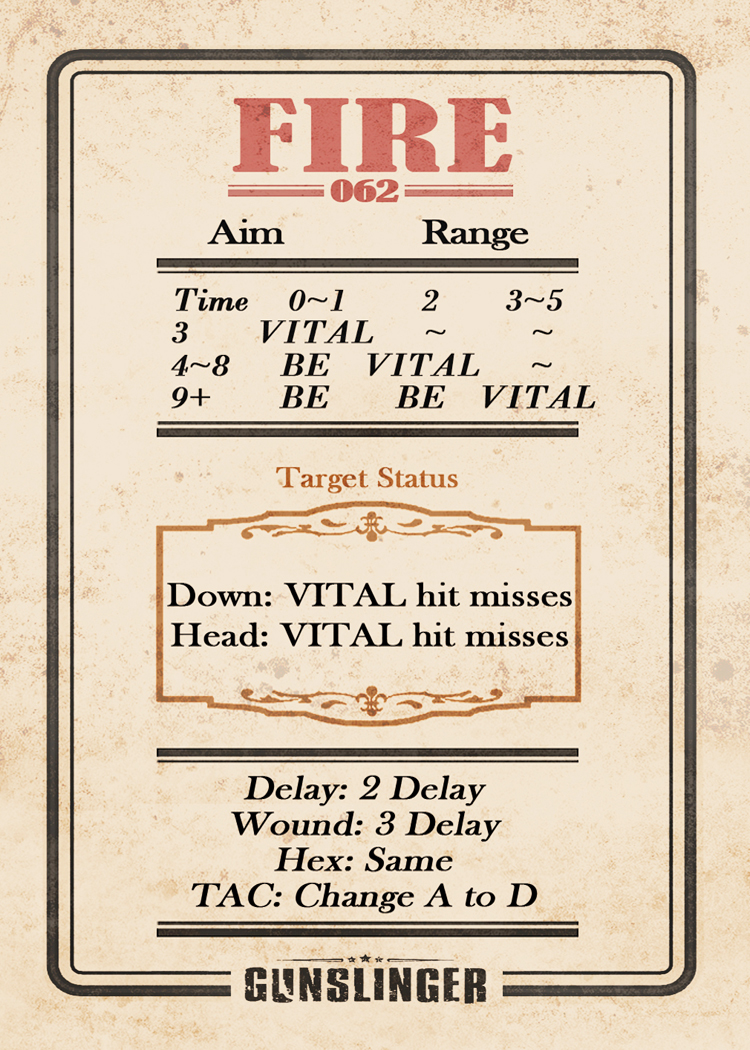 FIRE
062
Aim Range
Time 0~1 2 3~5
3 VITAL ~ ~
4~8 BE VITAL ~
9+ BE BE VITAL
Target Status
Down: VITAL hit misses
Head: VITAL hit misses
Delay: 2 Delay
Wound: 3 Delay
Hex: Same
TAC: Change A to D
GUNSLINGER